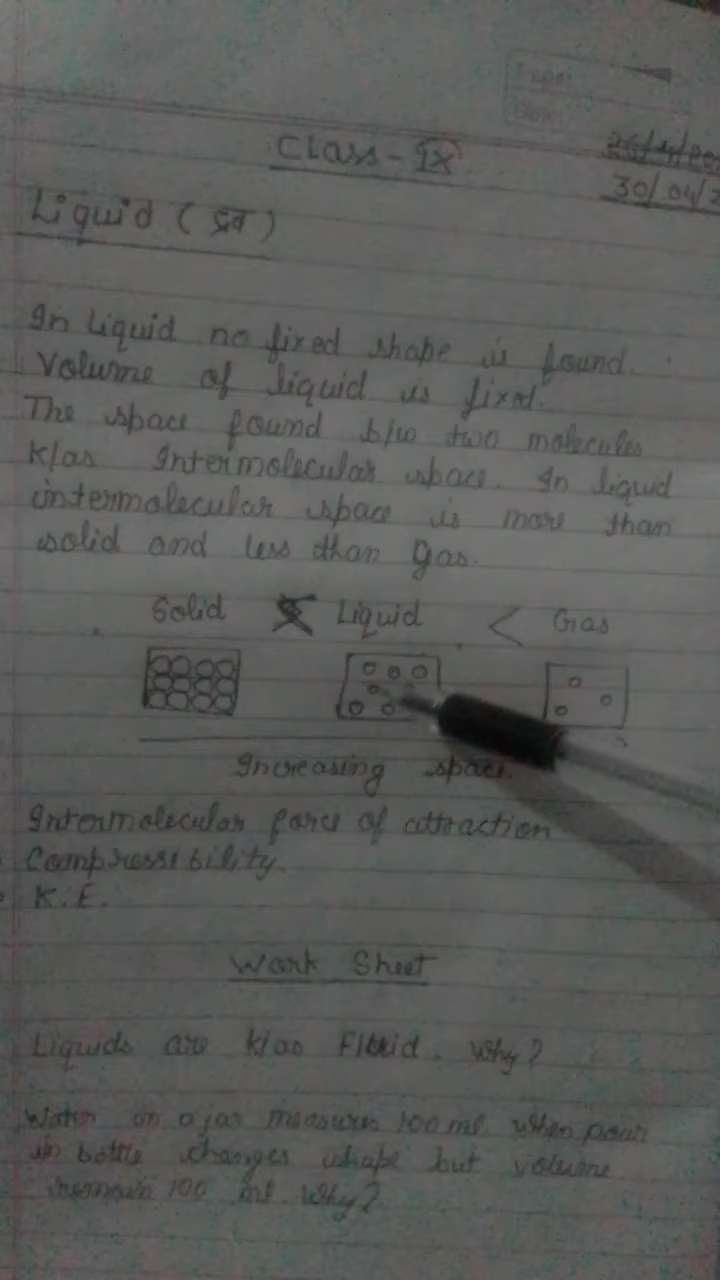 Class - IX
30/04/2
Liquid (द्रव)
In Liquid no fixed shape is found.
Volume of liquid is fixed.
The space found b/w two molecules
K/as Intermolecular space. In liquid
intermolecular space is more than
solid and less than gas.
Solid Liquid < Gas
Increasing space.
Intermolecular force of attraction
Compressibility.
K.E.
Work Sheet
Liquids are k/as Fluid. Why?
Water in a jar measures 100 ml. when pour
in bottle changes shape but volume
remain 100 ml Why?